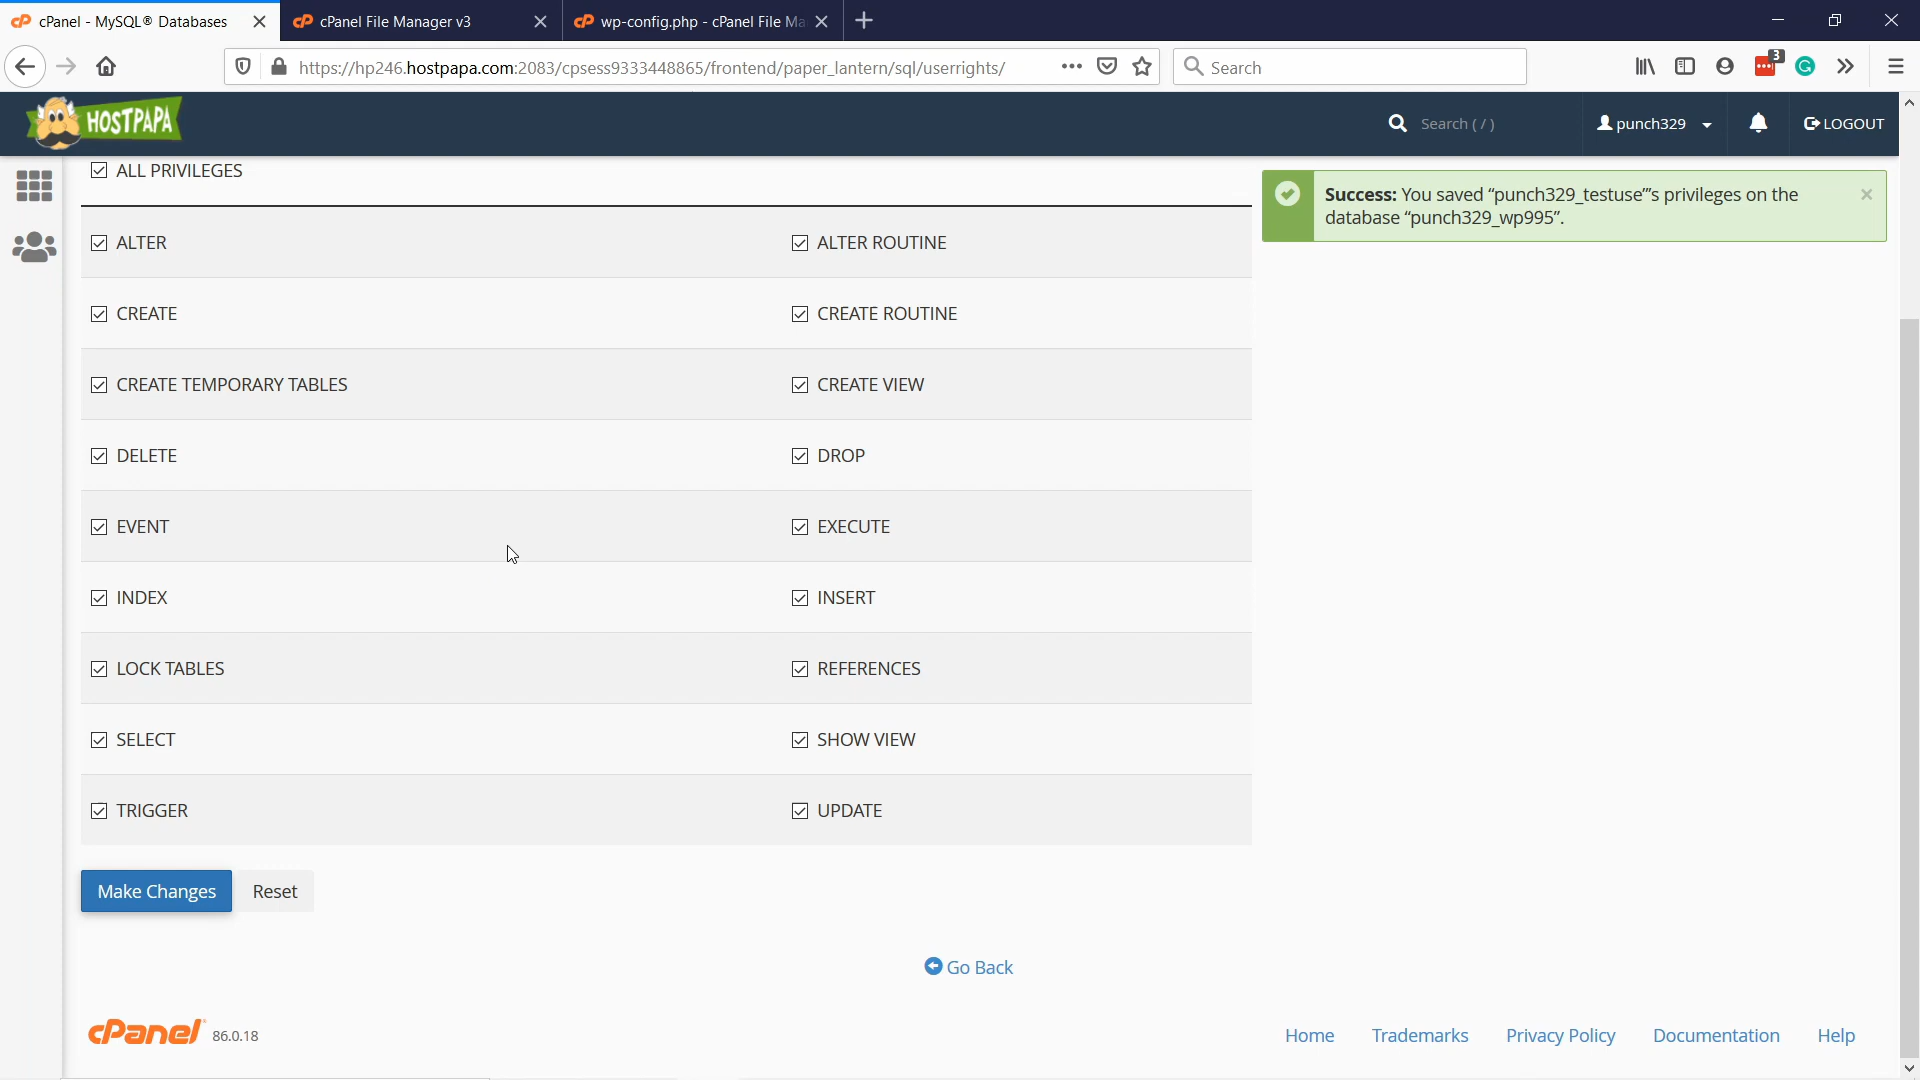 cPanel - MySQL® Databases
cPanel File Manager v3
wp-config.php - cPanel File Ma
https://hp246.hostpapa.com:2083/cpsess9333448865/frontend/paper_lantern/sql/userrights/
Search
3
HOSTPAPA
Search ( / )
punch329
LOGOUT
ALL PRIVILEGES
Success: You saved “punch329_testuse”’s privileges on the
database “punch329_wp995”.
ALTER
ALTER ROUTINE
CREATE
CREATE ROUTINE
CREATE TEMPORARY TABLES
CREATE VIEW
DELETE
DROP
EVENT
EXECUTE
INDEX
INSERT
LOCK TABLES
REFERENCES
SELECT
SHOW VIEW
TRIGGER
UPDATE
Make Changes
Reset
Go Back
cPanel 86.0.18
Home
Trademarks
Privacy Policy
Documentation
Help